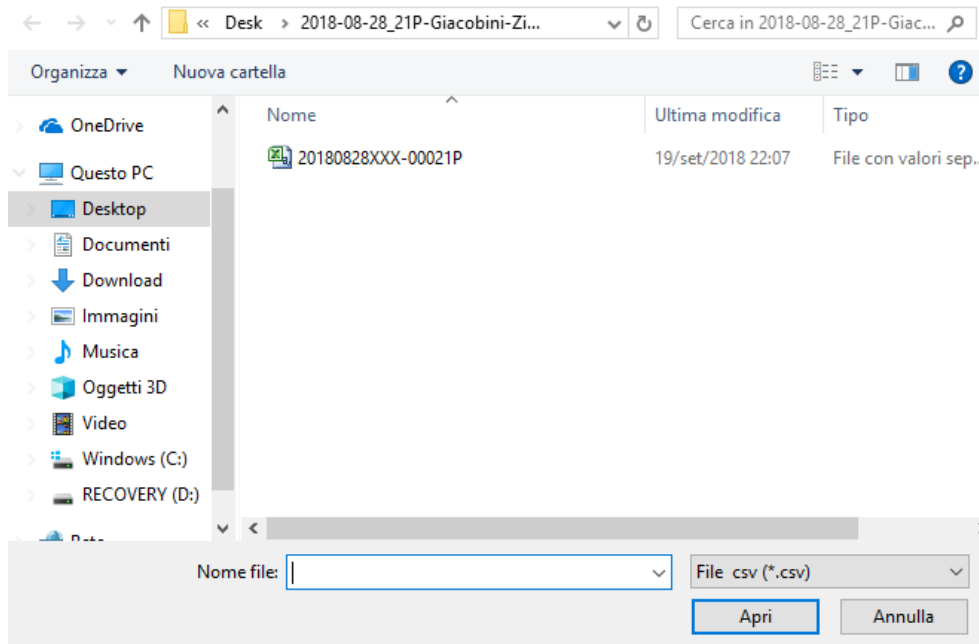 « Desk › 2018-08-28_21P-Giacobini-Zi...
Cerca in 2018-08-28_21P-Giac...
Organizza
Nuova cartella
Nome
Ultima modifica
Tipo
20180828XXX-00021P
19/set/2018 22:07
File con valori sep..
OneDrive
Questo PC
Desktop
Documenti
Download
Immagini
Musica
Oggetti 3D
Video
Windows (C:)
RECOVERY (D:)
Nome file:
File csv (*.csv)
Apri
Annulla